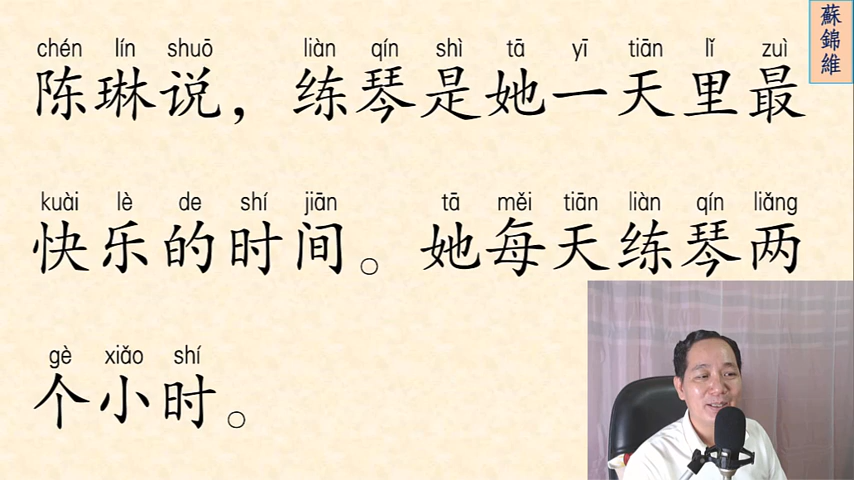 chén lín shuō liàn qín shì tā yī tiān lǐ zuì
陈琳说，练琴是她一天里最
kuài lè de shí jiān tā měi tiān liàn qín liǎng
快乐的时间。她每天练琴两
gè xiǎo shí
个小时。
蘇錦維